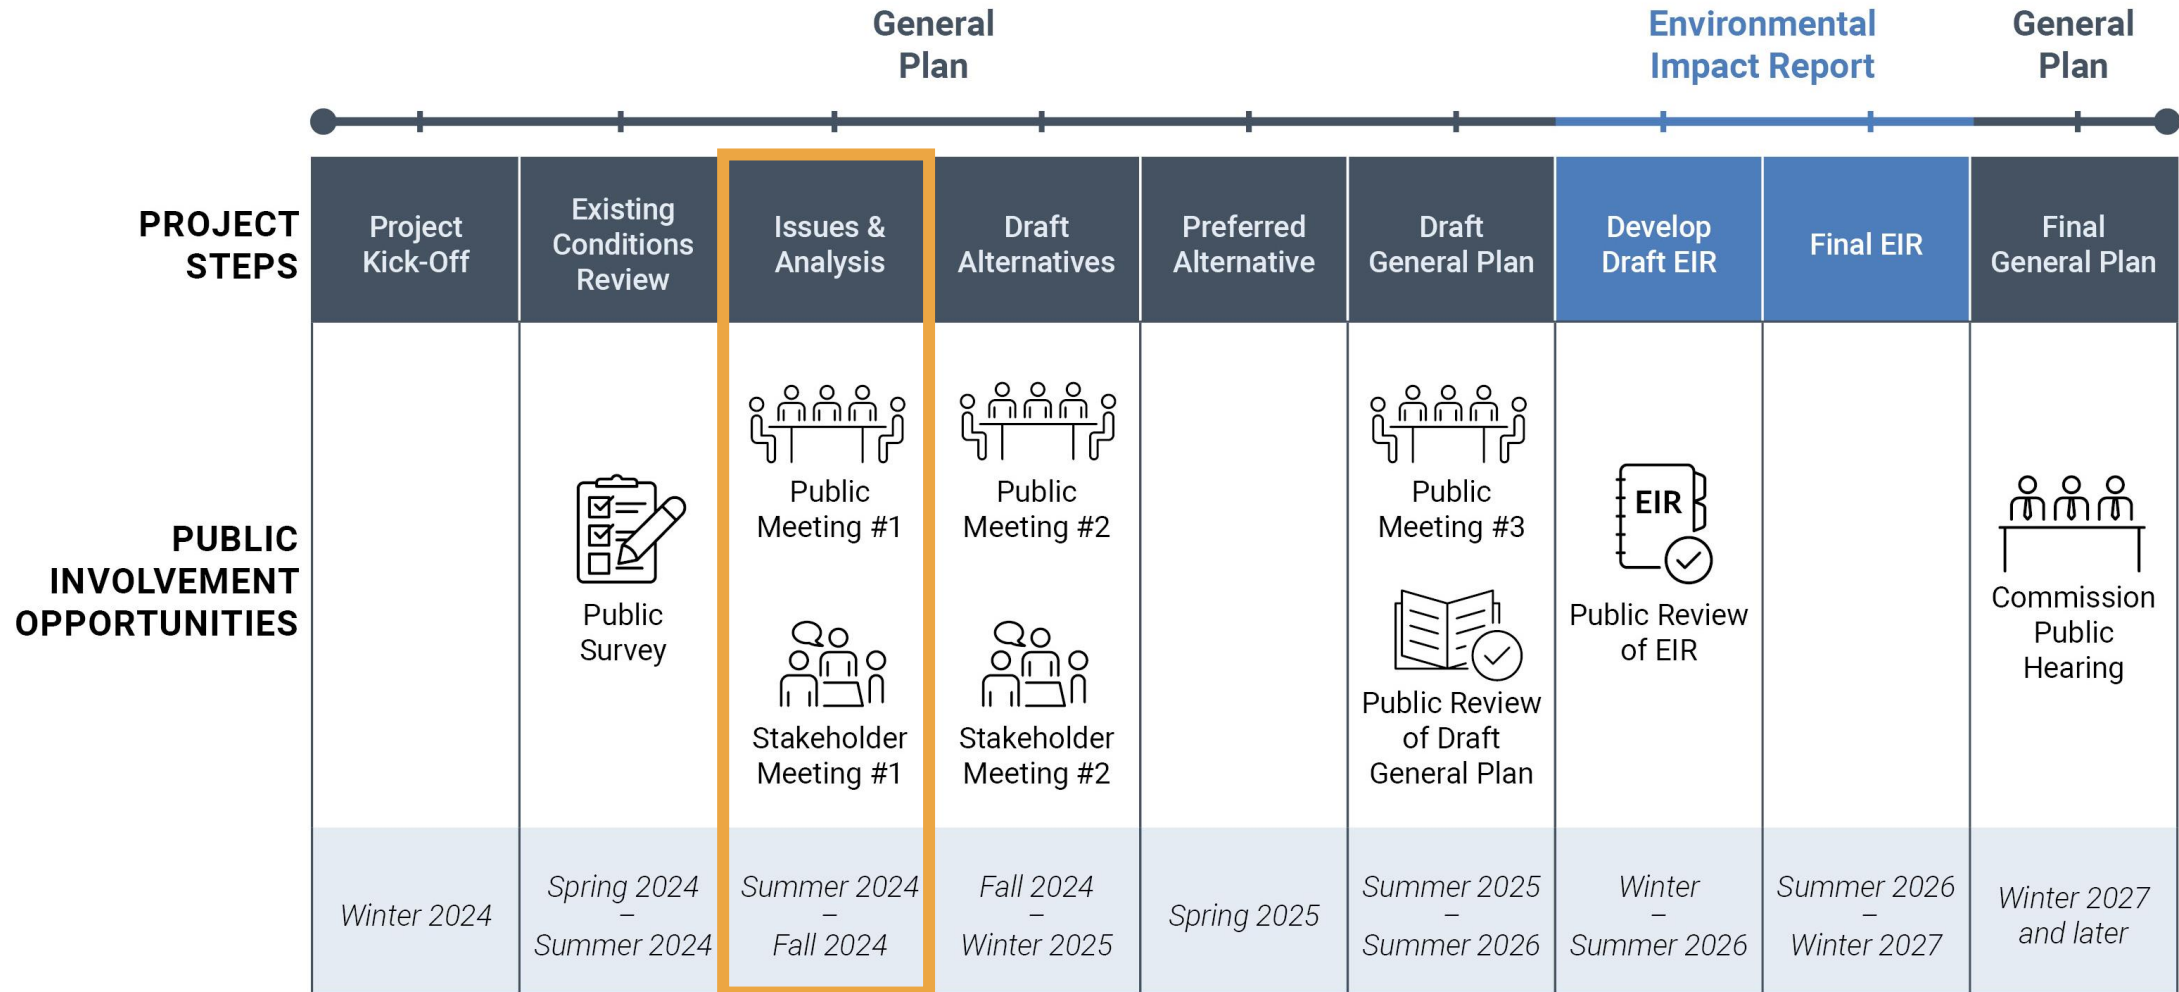 General
Plan
Environmental
Impact Report
General
Plan
PROJECT
STEPS
Project
Kick-Off
Existing
Conditions
Review
Issues &
Analysis
Draft
Alternatives
Preferred
Alternative
Draft
General Plan
Develop
Draft EIR
Final EIR
Final
General Plan
PUBLIC
INVOLVEMENT
OPPORTUNITIES
Public
Survey
Public
Meeting #1
Stakeholder
Meeting #1
Public
Meeting #2
Stakeholder
Meeting #2
Public
Meeting #3
Public Review
of Draft
General Plan
EIR
Public Review
of EIR
Commission
Public
Hearing
Winter 2024
Spring 2024
–
Summer 2024
Summer 2024
–
Fall 2024
Fall 2024
–
Winter 2025
Spring 2025
Summer 2025
–
Summer 2026
Winter
–
Summer 2026
Summer 2026
–
Winter 2027
Winter 2027
and later